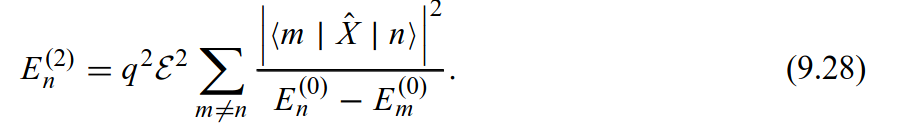 $$E_n^{(2)} = q^2 \mathcal{E}^2 \sum_{m \neq n} \frac{\left| \langle m \mid \hat{X} \mid n \rangle \right|^2}{E_n^{(0)} - E_m^{(0)}}. \qquad (9.28)$$